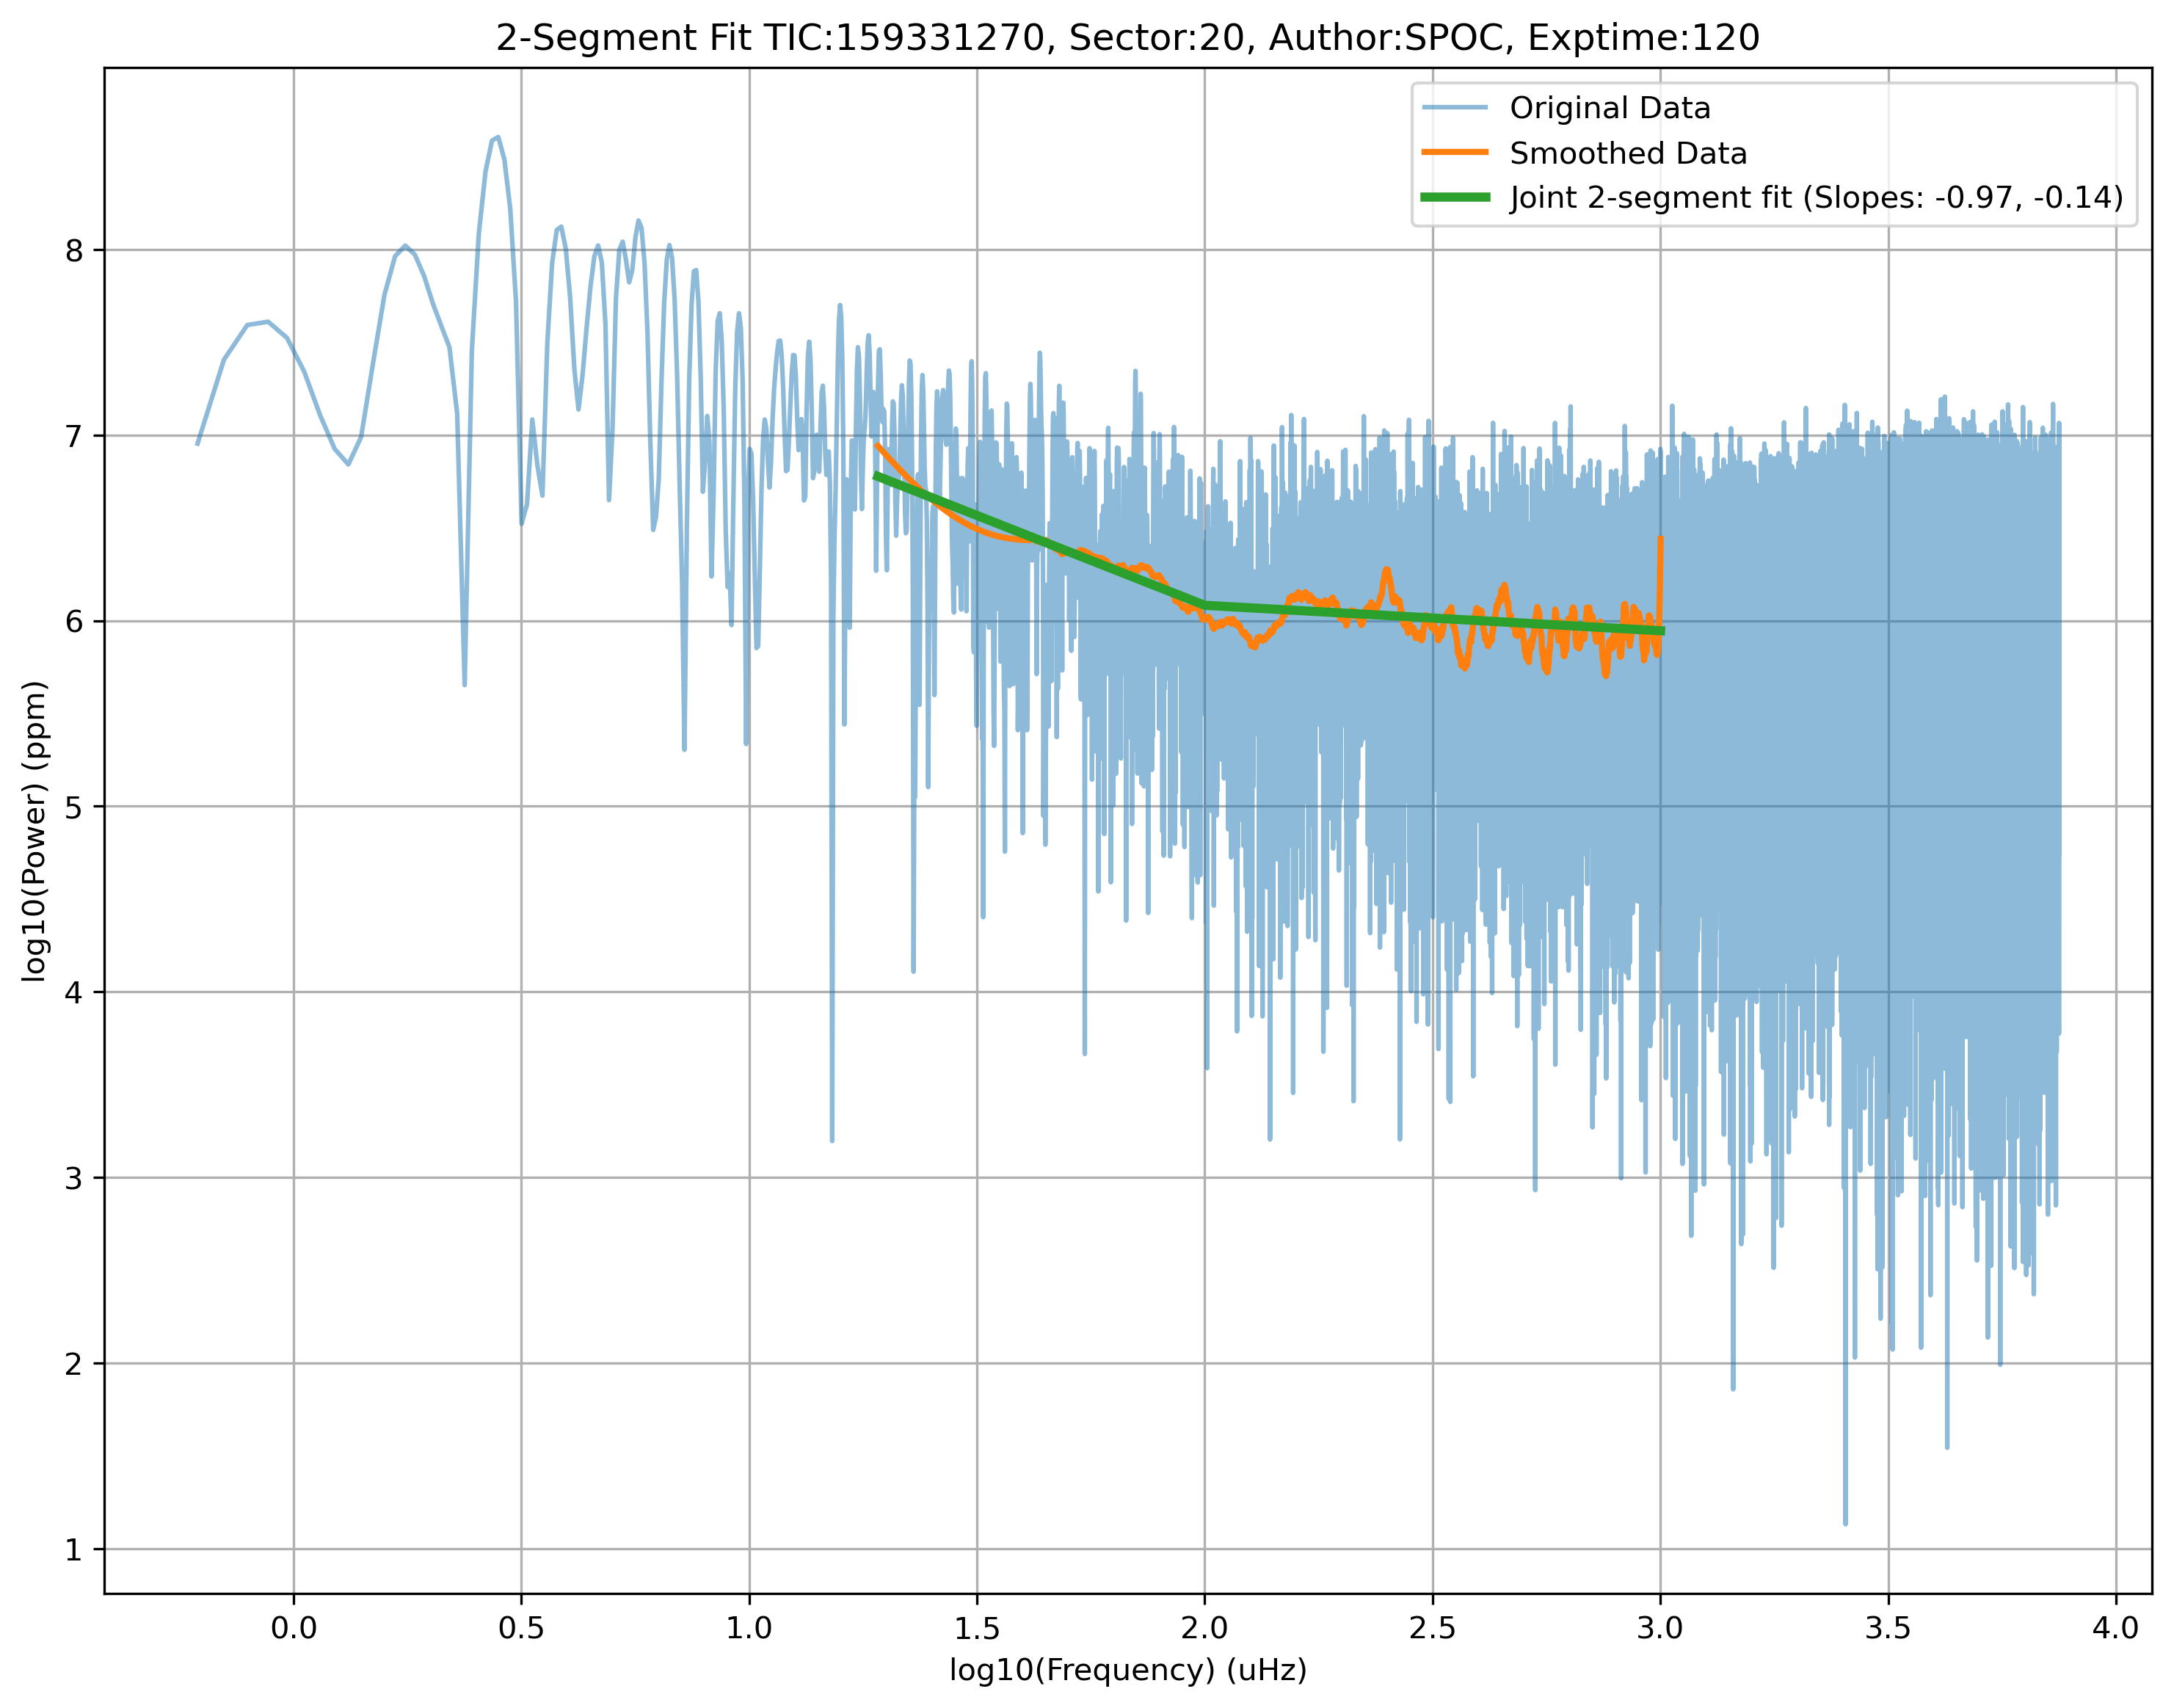 2-Segment Fit TIC:159331270, Sector:20, Author:SPOC, Exptime:120
Original Data
Smoothed Data
Joint 2-segment fit (Slopes: -0.97, -0.14)
log10(Power) (ppm)
8
7
6
5
4
3
2
1
0.0 0.5 1.0 1.5 2.0 2.5 3.0 3.5 4.0
log10(Frequency) (uHz)